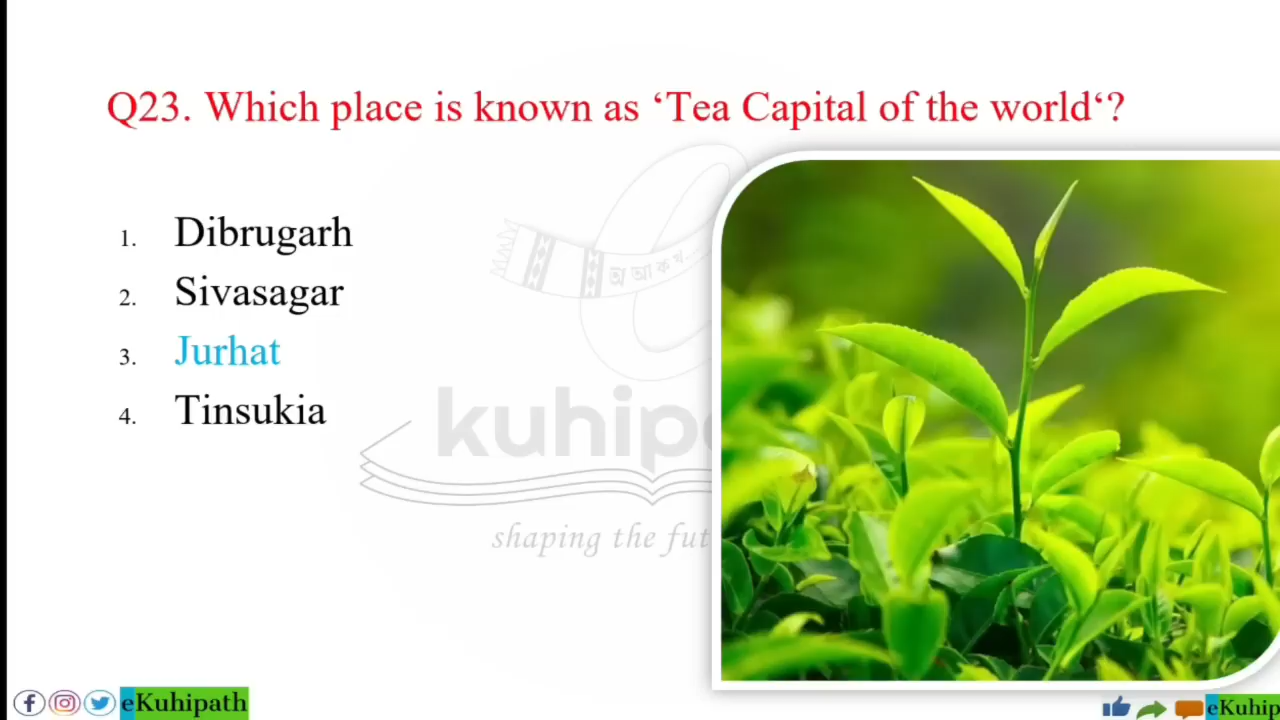 Q23. Which place is known as ‘Tea Capital of the world‘?
1. Dibrugarh
2. Sivasagar
3. Jurhat
4. Tinsukia
অ আ ক খ.
kuhip
shaping the fut
eKuhipath
eKuhip